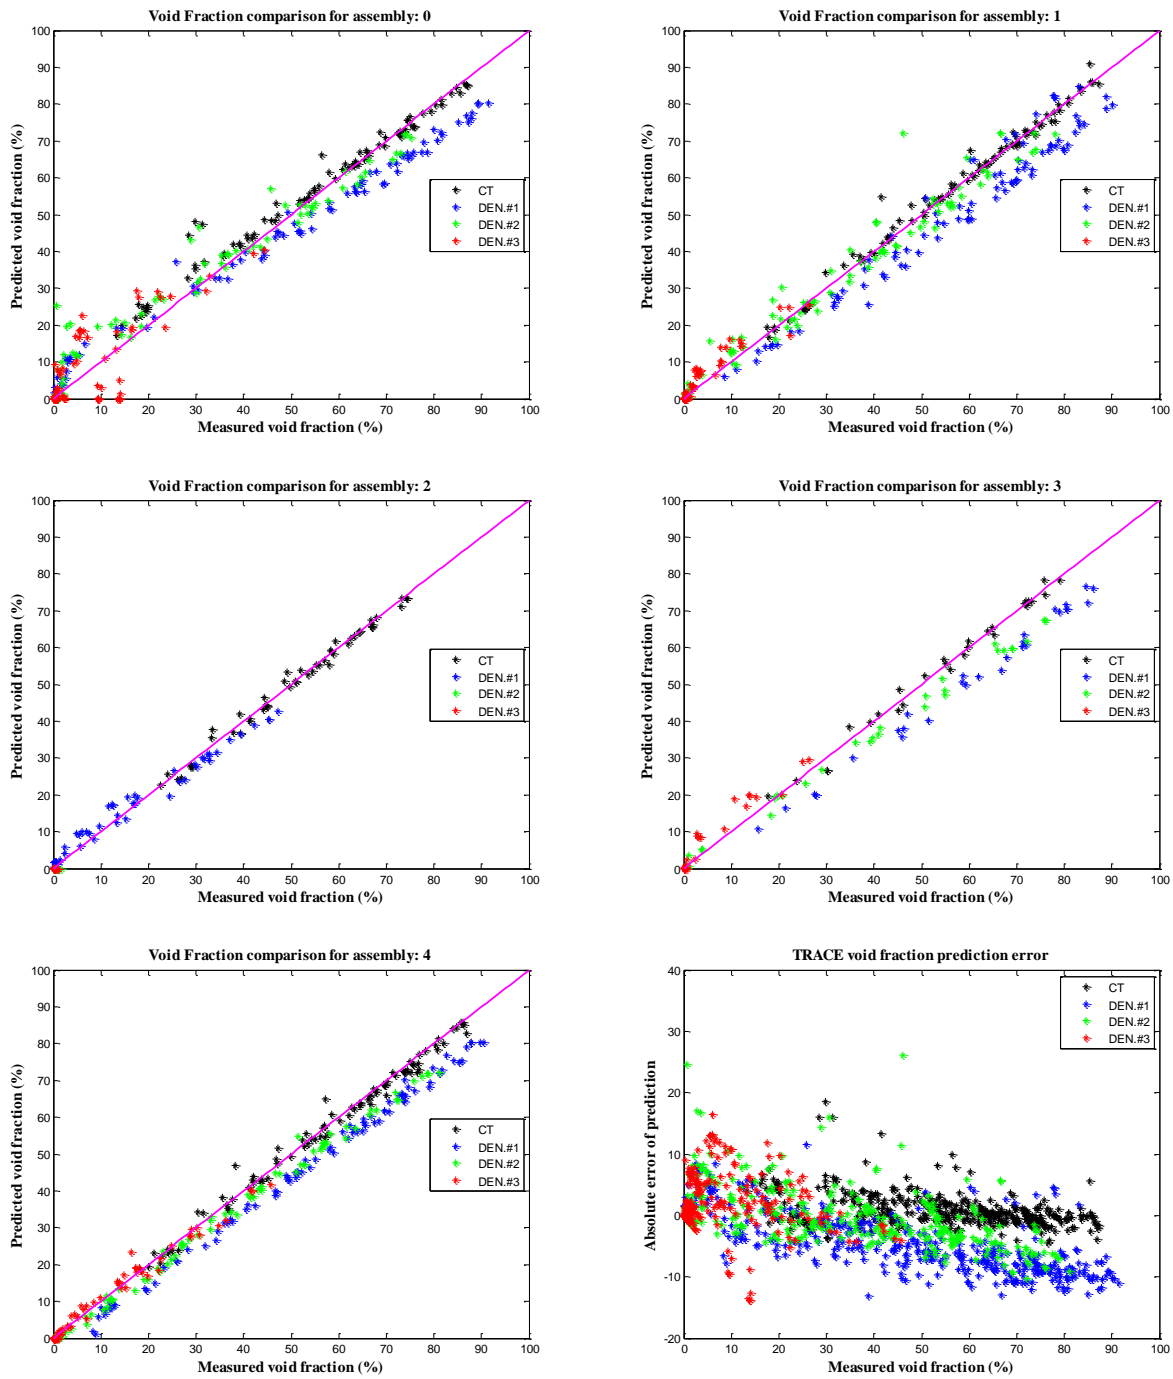 Void Fraction comparison for assembly: 0
Void Fraction comparison for assembly: 1
100
90
80
70
60
50
40
30
20
10
0
Predicted void fraction (%)
CT
DEN.#1
DEN.#2
DEN.#3
0 10 20 30 40 50 60 70 80 90 100
Measured void fraction (%)
100
90
80
70
60
50
40
30
20
10
0
Predicted void fraction (%)
CT
DEN.#1
DEN.#2
DEN.#3
0 10 20 30 40 50 60 70 80 90 100
Measured void fraction (%)
Void Fraction comparison for assembly: 2
Void Fraction comparison for assembly: 3
100
90
80
70
60
50
40
30
20
10
0
Predicted void fraction (%)
CT
DEN.#1
DEN.#2
DEN.#3
0 10 20 30 40 50 60 70 80 90 100
Measured void fraction (%)
100
90
80
70
60
50
40
30
20
10
0
Predicted void fraction (%)
CT
DEN.#1
DEN.#2
DEN.#3
0 10 20 30 40 50 60 70 80 90 100
Measured void fraction (%)
Void Fraction comparison for assembly: 4
TRACE void fraction prediction error
100
90
80
70
60
50
40
30
20
10
0
Predicted void fraction (%)
CT
DEN.#1
DEN.#2
DEN.#3
0 10 20 30 40 50 60 70 80 90 100
Measured void fraction (%)
40
30
20
10
0
-10
-20
Absolute error of prediction
CT
DEN.#1
DEN.#2
DEN.#3
0 10 20 30 40 50 60 70 80 90 100
Measured void fraction (%)